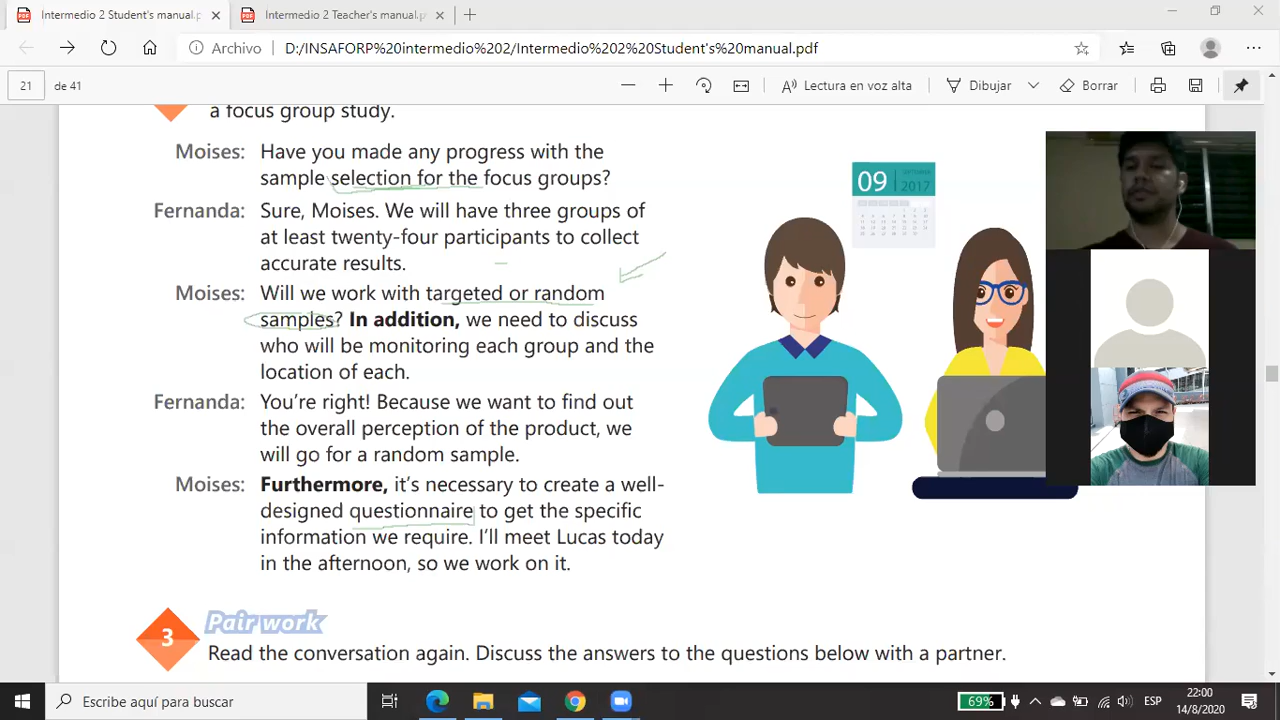 Intermedio 2 Student's manual.p
Intermedio 2 Teacher's manual.p
Archivo D:/INSAFORP%20intermedio%202/Intermedio%202%20Student's%20manual.pdf
21 de 41
Lectura en voz alta
Dibujar
Borrar
a focus group study.
Moises: Have you made any progress with the
sample selection for the focus groups?
Fernanda: Sure, Moises. We will have three groups of
at least twenty-four participants to collect
accurate results.
Moises: Will we work with targeted or random
samples? In addition, we need to discuss
who will be monitoring each group and the
location of each.
Fernanda: You're right! Because we want to find out
the overall perception of the product, we
will go for a random sample.
Moises: Furthermore, it's necessary to create a well-
designed questionnaire to get the specific
information we require. I'll meet Lucas today
in the afternoon, so we work on it.
09
2017
3
Pair work
Read the conversation again. Discuss the answers to the questions below with a partner.
Escribe aquí para buscar
69%
ESP
22:00
14/8/2020